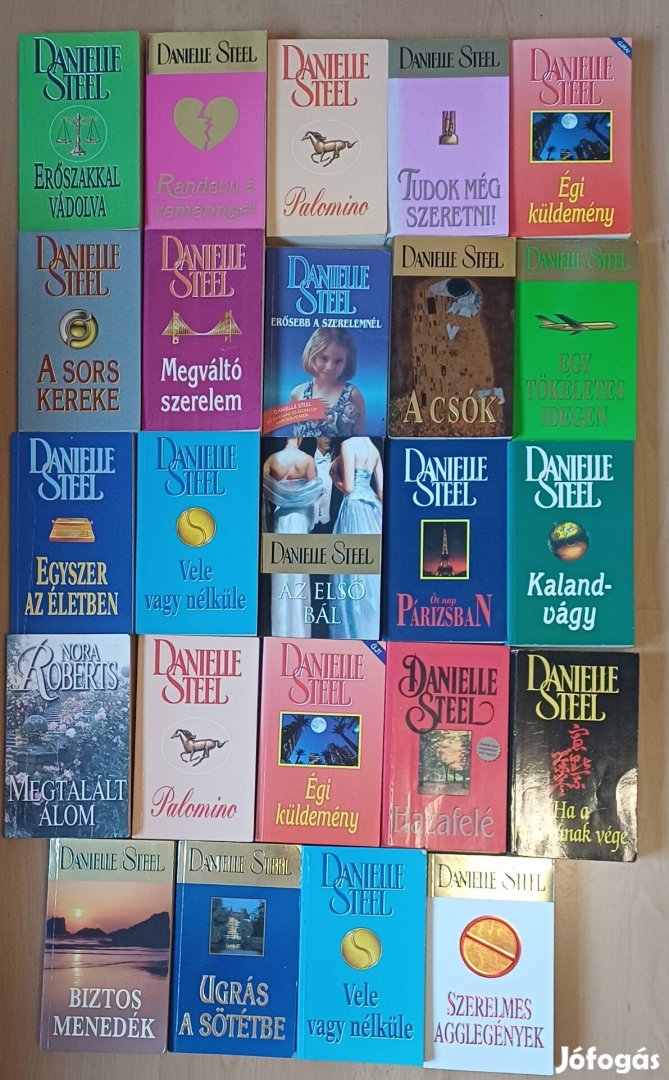 DANIELLE
STEEL
ERŐSZAKKAL
VÁDOLVA
DANIELLE STEEL
Randevú a
reménnyel
DANIELLE
STEEL
Palomino
DANIELLE STEEL
TUDOK MÉG
SZERETNI!
DANIELLE
STEEL
Égi
küldemény
DANIELLE
STEEL
A SORS
KEREKE
DANIELLE
STEEL
Megváltó
szerelem
DANIELLE
STEEL
ERŐSEBB A SZERELEMNÉL
DANIELLE STEEL
DANIELLE STEEL
A CSÓK
DANIELLE STEEL
EGY
TÖKÉLETES
IDEGEN
DANIELLE
STEEL
EGYSZER
AZ ÉLETBEN
DANIELLE
STEEL
Vele
vagy nélküle
DANIELLE STEEL
AZ ELSŐ
BÁL
DANIELLE
STEEL
Öt nap
PÁRIZSBAN
DANIELLE
STEEL
Kaland-
vágy
NORA
ROBERTS
MEGTALÁLT
ÁLOM
DANIELLE
STEEL
Palomino
ÚJ!
DANIELLE
STEEL
Égi
küldemény
DANIELLE
STEEL
Hazafelé
DANIELLE
STEEL
Ha a
vége
DANIELLE STEEL
BIZTOS
MENEDÉK
DANIELLE STEEL
UGRÁS
A SÖTÉTBE
DANIELLE
STEEL
Vele
vagy nélküle
DANIELLE STEEL
SZERELMES
AGGLEGÉNYEK
Jófogás